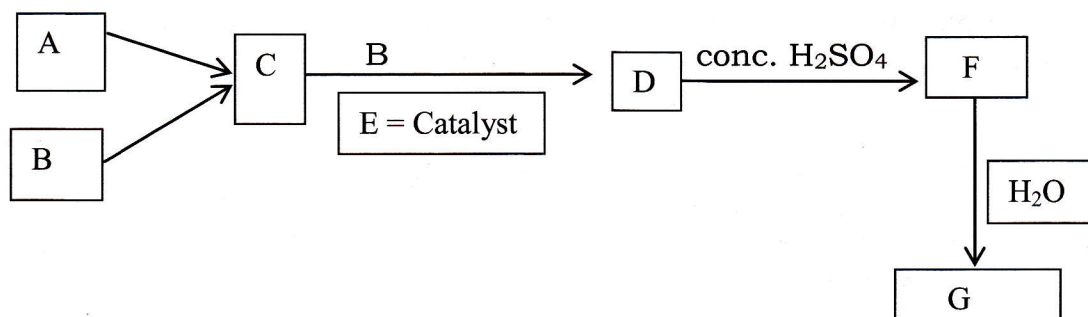 A
B
C
B
E = Catalyst
D
conc. H₂SO₄
F
H₂O
G